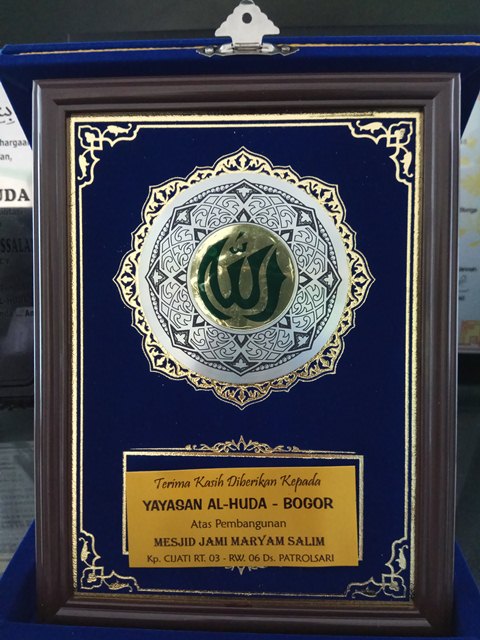 الله
Terima Kasih Diberikan Kepada
YAYASAN AL-HUDA - BOGOR
Atas Pembangunan
MESJID JAMI MARYAM SALIM
Kp. CIJATI RT. 03 - RW. 06 Ds. PATROLSARI